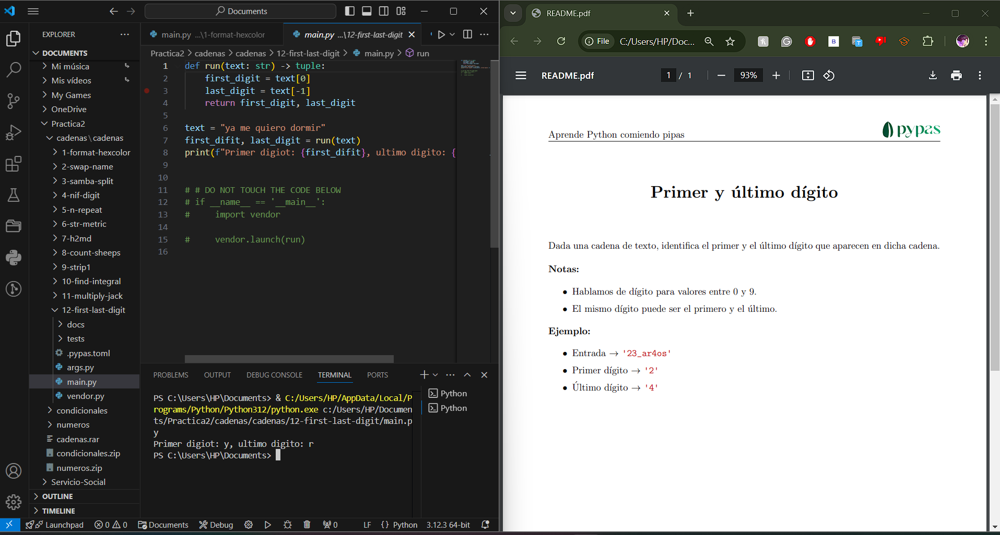 Documents
EXPLORER
DOCUMENTS
Mi música
Mis vídeos
My Games
OneDrive
Practica2
cadenas\cadenas
1-format-hexcolor
2-swap-name
3-samba-split
4-nif-digit
5-n-repeat
6-str-metric
7-h2md
8-count-sheeps
9-strip1
10-find-integral
11-multiply-jack
12-first-last-digit
docs
tests
.pypas.toml
args.py
main.py
vendor.py
condicionales
numeros
cadenas.rar
condicionales.zip
numeros.zip
Servicio-Social
OUTLINE
TIMELINE
main.py ...\1-format-hexcolor
main.py ...\12-first-last-digit
Practica2 > cadenas > cadenas > 12-first-last-digit > main.py > run
1 def run(text: str) -> tuple:
2     first_digit = text[0]
3     last_digit = text[-1]
4     return first_digit, last_digit
5
6 text = "ya me quiero dormir"
7 first_difit, last_digit = run(text)
8 print(f"Primer digiot: {first_difit}, ultimo digito: {
9
10
11 # # DO NOT TOUCH THE CODE BELOW
12 # if __name__ == '__main__':
13 #     import vendor
14
15 #     vendor.launch(run)
16
PROBLEMS OUTPUT DEBUG CONSOLE TERMINAL PORTS
PS C:\Users\HP\Documents> & C:/Users/HP/AppData/Local/P
rograms/Python/Python312/python.exe c:/Users/HP/Documen
ts/Practica2/cadenas/cadenas/12-first-last-digit/main.p
y
Primer digiot: y, ultimo digito: r
PS C:\Users\HP\Documents>
Python
Python
Launchpad 0 0 Documents Debug 0 LF {} Python 3.12.3 64-bit
README.pdf
File C:/Users/HP/Doc...
README.pdf 1 / 1 93%
Aprende Python comiendo pipas
pypas
Primer y último dígito
Dada una cadena de texto, identifica el primer y el último dígito que aparecen en dicha cadena.
Notas:
• Hablamos de dígito para valores entre 0 y 9.
• El mismo dígito puede ser el primero y el último.
Ejemplo:
• Entrada → '23_ar4os'
• Primer dígito → '2'
• Último dígito → '4'